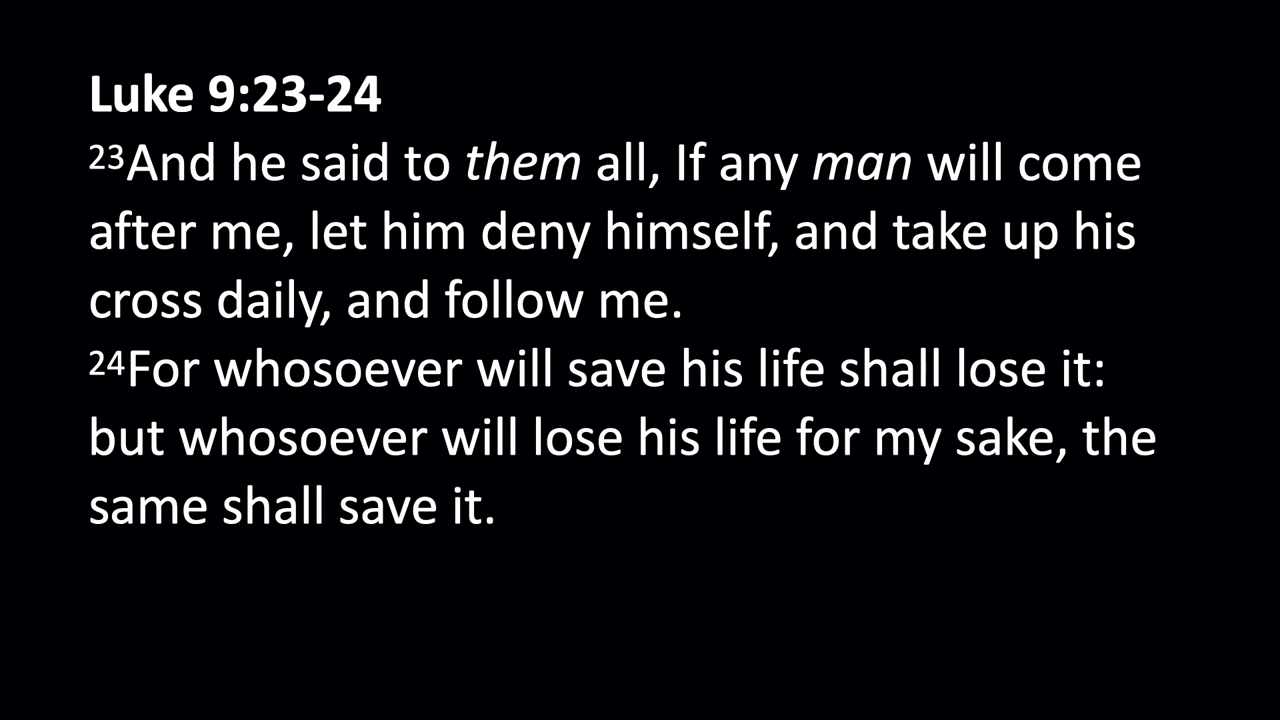 Luke 9:23-24
23And he said to them all, If any man will come
after me, let him deny himself, and take up his
cross daily, and follow me.
24For whosoever will save his life shall lose it:
but whosoever will lose his life for my sake, the
same shall save it.